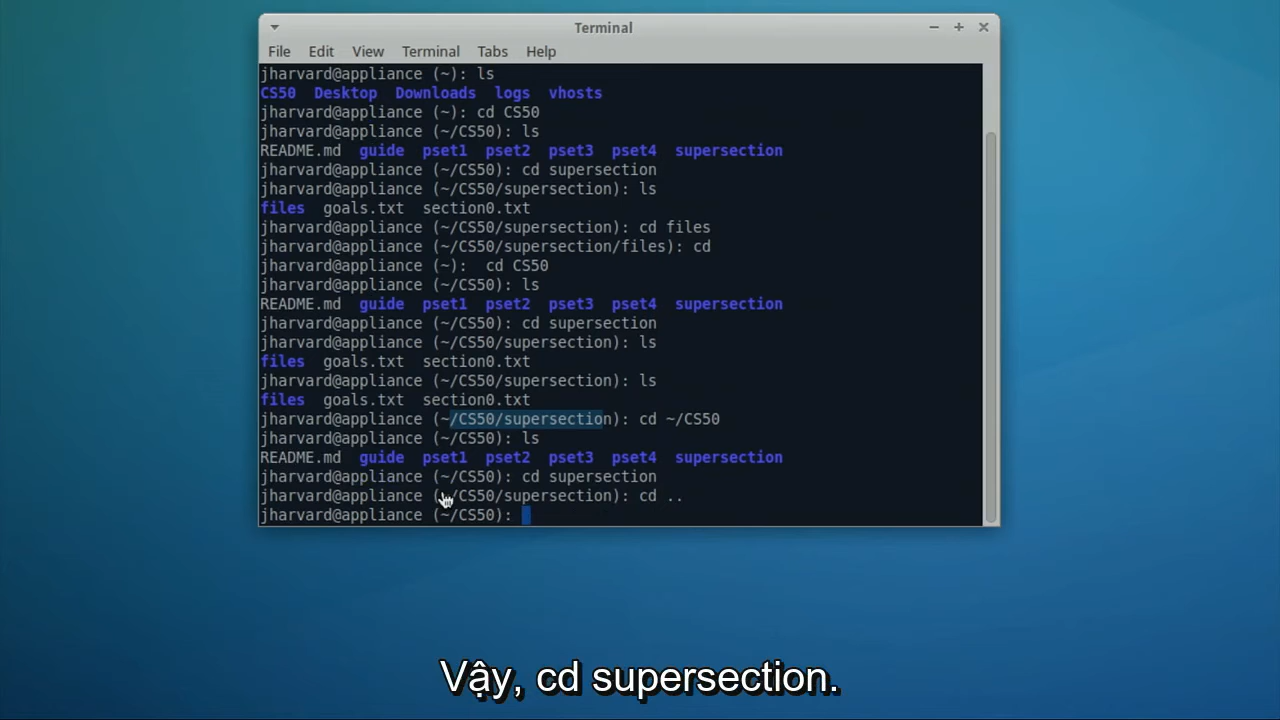 Terminal
File Edit View Terminal Tabs Help
jharvard@appliance (~): ls
CS50 Desktop Downloads logs vhosts
jharvard@appliance (~): cd CS50
jharvard@appliance (~/CS50): ls
README.md guide pset1 pset2 pset3 pset4 supersection
jharvard@appliance (~/CS50): cd supersection
jharvard@appliance (~/CS50/supersection): ls
files goals.txt section0.txt
jharvard@appliance (~/CS50/supersection): cd files
jharvard@appliance (~/CS50/supersection/files): cd
jharvard@appliance (~): cd CS50
jharvard@appliance (~/CS50): ls
README.md guide pset1 pset2 pset3 pset4 supersection
jharvard@appliance (~/CS50): cd supersection
jharvard@appliance (~/CS50/supersection): ls
files goals.txt section0.txt
jharvard@appliance (~/CS50/supersection): ls
files goals.txt section0.txt
jharvard@appliance (~/CS50/supersection): cd ~/CS50
jharvard@appliance (~/CS50): ls
README.md guide pset1 pset2 pset3 pset4 supersection
jharvard@appliance (~/CS50): cd supersection
jharvard@appliance (~/CS50/supersection): cd ..
jharvard@appliance (~/CS50):
Vậy, cd supersection.